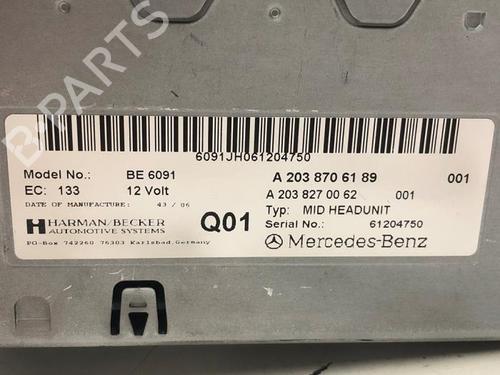 B-PARTS
6091JH061204750
Model No.: BE 6091
EC: 133 12 Volt
DATE OF MANUFACTURE: 43 / 06
HARMAN/BECKER
AUTOMOTIVE SYSTEMS
PO-Box 742260 76303 Karlsbad,Germany
Q01
A 203 870 61 89 001
A 203 827 00 62 001
Typ: MID HEADUNIT
Serial No.: 61204750
Mercedes-Benz